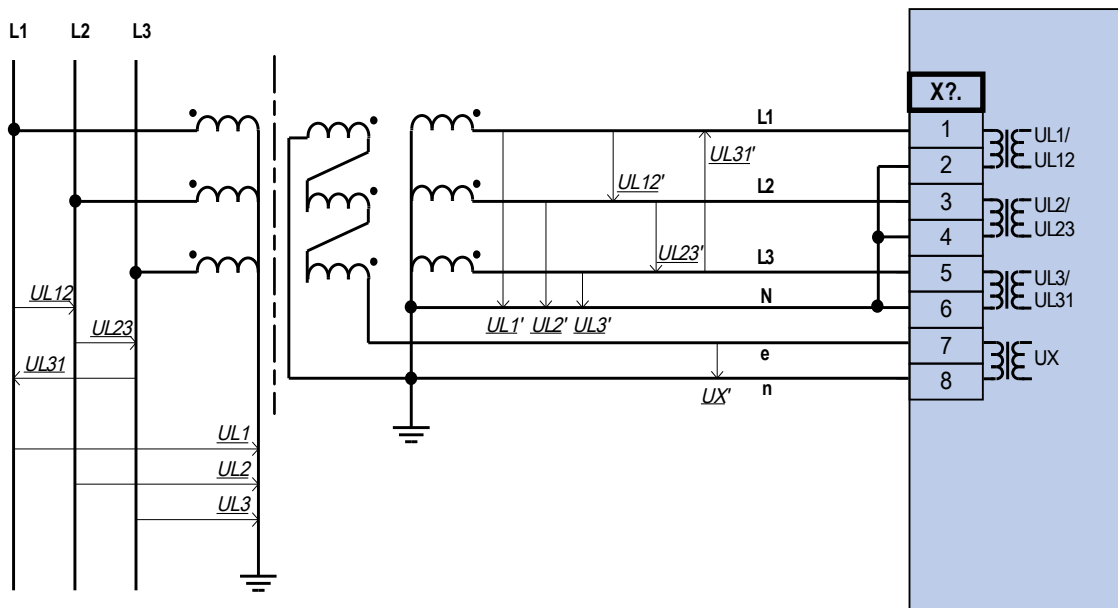 L1 L2 L3
X?.
L1
1
UL1/
UL31'
2
UL12
UL12'
L2
3
UL2/
4
UL23
UL23'
L3
5
UL3/
UL12
N
UL31
6
UL1' UL2' UL3'
UL23
7
e
UX
UL31
8
n
UX'
UL1
UL2
UL3